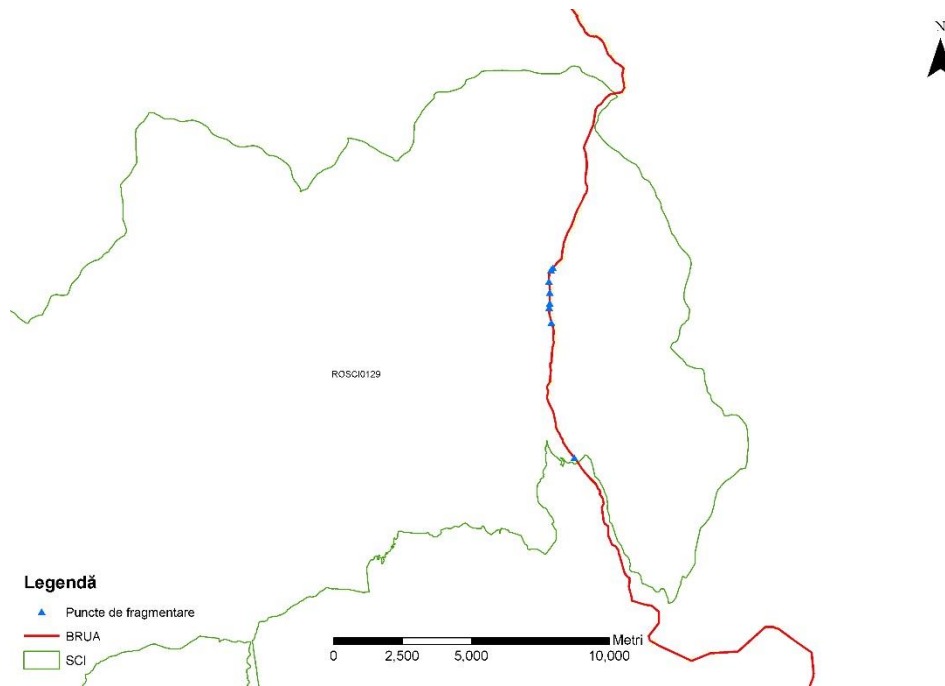 N
ROSCI0129
Legendă
Puncte de fragmentare
BRUA
SCI
Metri
0 2,500 5,000 10,000